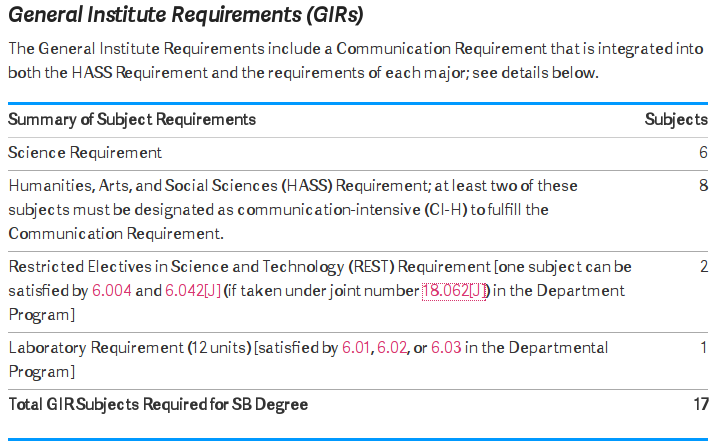 General Institute Requirements (GIRs)
The General Institute Requirements include a Communication Requirement that is integrated into
both the HASS Requirement and the requirements of each major; see details below.
Summary of Subject Requirements Subjects
Science Requirement 6
Humanities, Arts, and Social Sciences (HASS) Requirement; at least two of these 8
subjects must be designated as communication-intensive (CI-H) to fulfill the
Communication Requirement.
Restricted Electives in Science and Technology (REST) Requirement [one subject can be 2
satisfied by 6.004 and 6.042[J] (if taken under joint number 18.062[J]) in the Department
Program]
Laboratory Requirement (12 units) [satisfied by 6.01, 6.02, or 6.03 in the Departmental 1
Program]
Total GIR Subjects Required for SB Degree 17